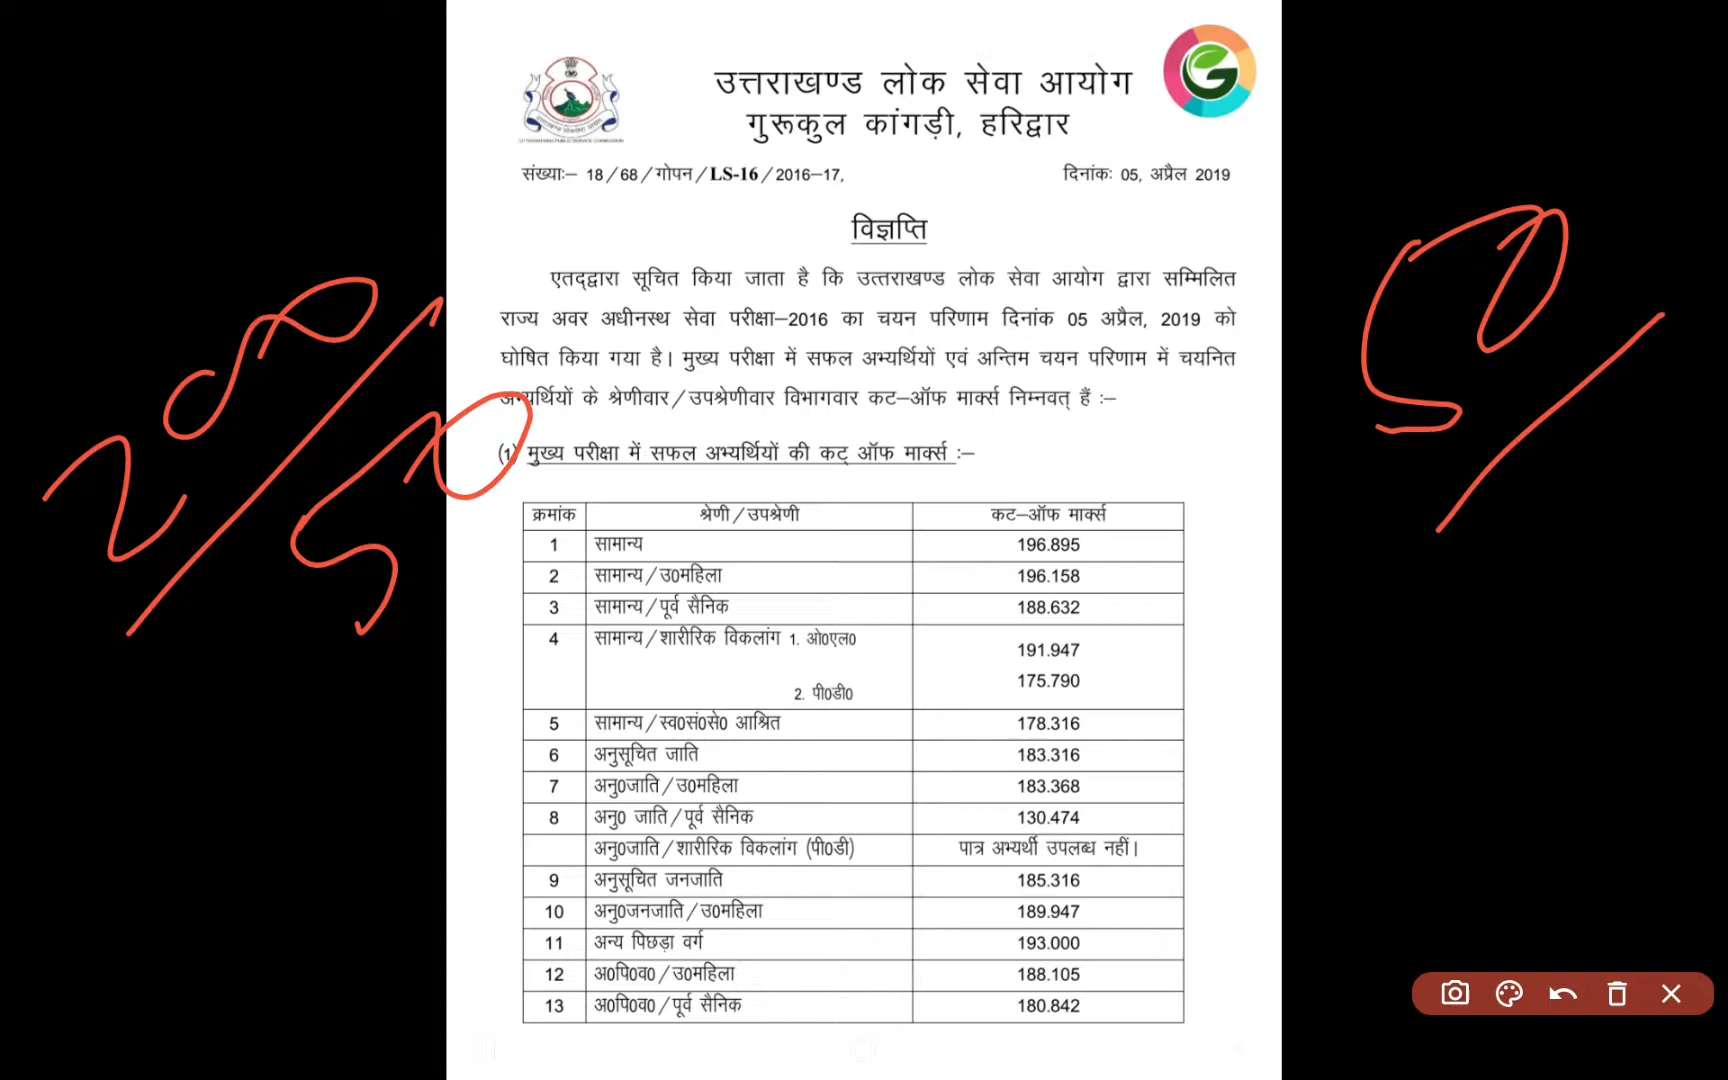 उत्तराखण्ड लोक सेवा आयोग
गुरूकुल कांगड़ी, हरिद्वार
संख्याः– 18/68/गोपन/LS-16/2016–17,
दिनांकः 05, अप्रैल 2019
विज्ञप्ति
एतद्द्वारा सूचित किया जाता है कि उत्तराखण्ड लोक सेवा आयोग द्वारा सम्मिलित
राज्य अवर अधीनस्थ सेवा परीक्षा–2016 का चयन परिणाम दिनांक 05 अप्रैल, 2019 को
घोषित किया गया है। मुख्य परीक्षा में सफल अभ्यर्थियों एवं अन्तिम चयन परिणाम में चयनित
अभ्यर्थियों के श्रेणीवार/उपश्रेणीवार विभागवार कट–ऑफ मार्क्स निम्नवत् हैं :–
(1) मुख्य परीक्षा में सफल अभ्यर्थियों की कट् ऑफ मार्क्स :–
क्रमांक श्रेणी/उपश्रेणी कट–ऑफ मार्क्स
1 सामान्य 196.895
2 सामान्य/उ0महिला 196.158
3 सामान्य/पूर्व सैनिक 188.632
4 सामान्य/शारीरिक विकलांग 1. ओ0एल0 191.947
2. पी0डी0 175.790
5 सामान्य/स्व0सं0से0 आश्रित 178.316
6 अनुसूचित जाति 183.316
7 अनु0जाति/उ0महिला 183.368
8 अनु0 जाति/पूर्व सैनिक 130.474
अनु0जाति/शारीरिक विकलांग (पी0डी) पात्र अभ्यर्थी उपलब्ध नहीं।
9 अनुसूचित जनजाति 185.316
10 अनु0जनजाति/उ0महिला 189.947
11 अन्य पिछड़ा वर्ग 193.000
12 अ0पि0व0/उ0महिला 188.105
13 अ0पि0व0/पूर्व सैनिक 180.842